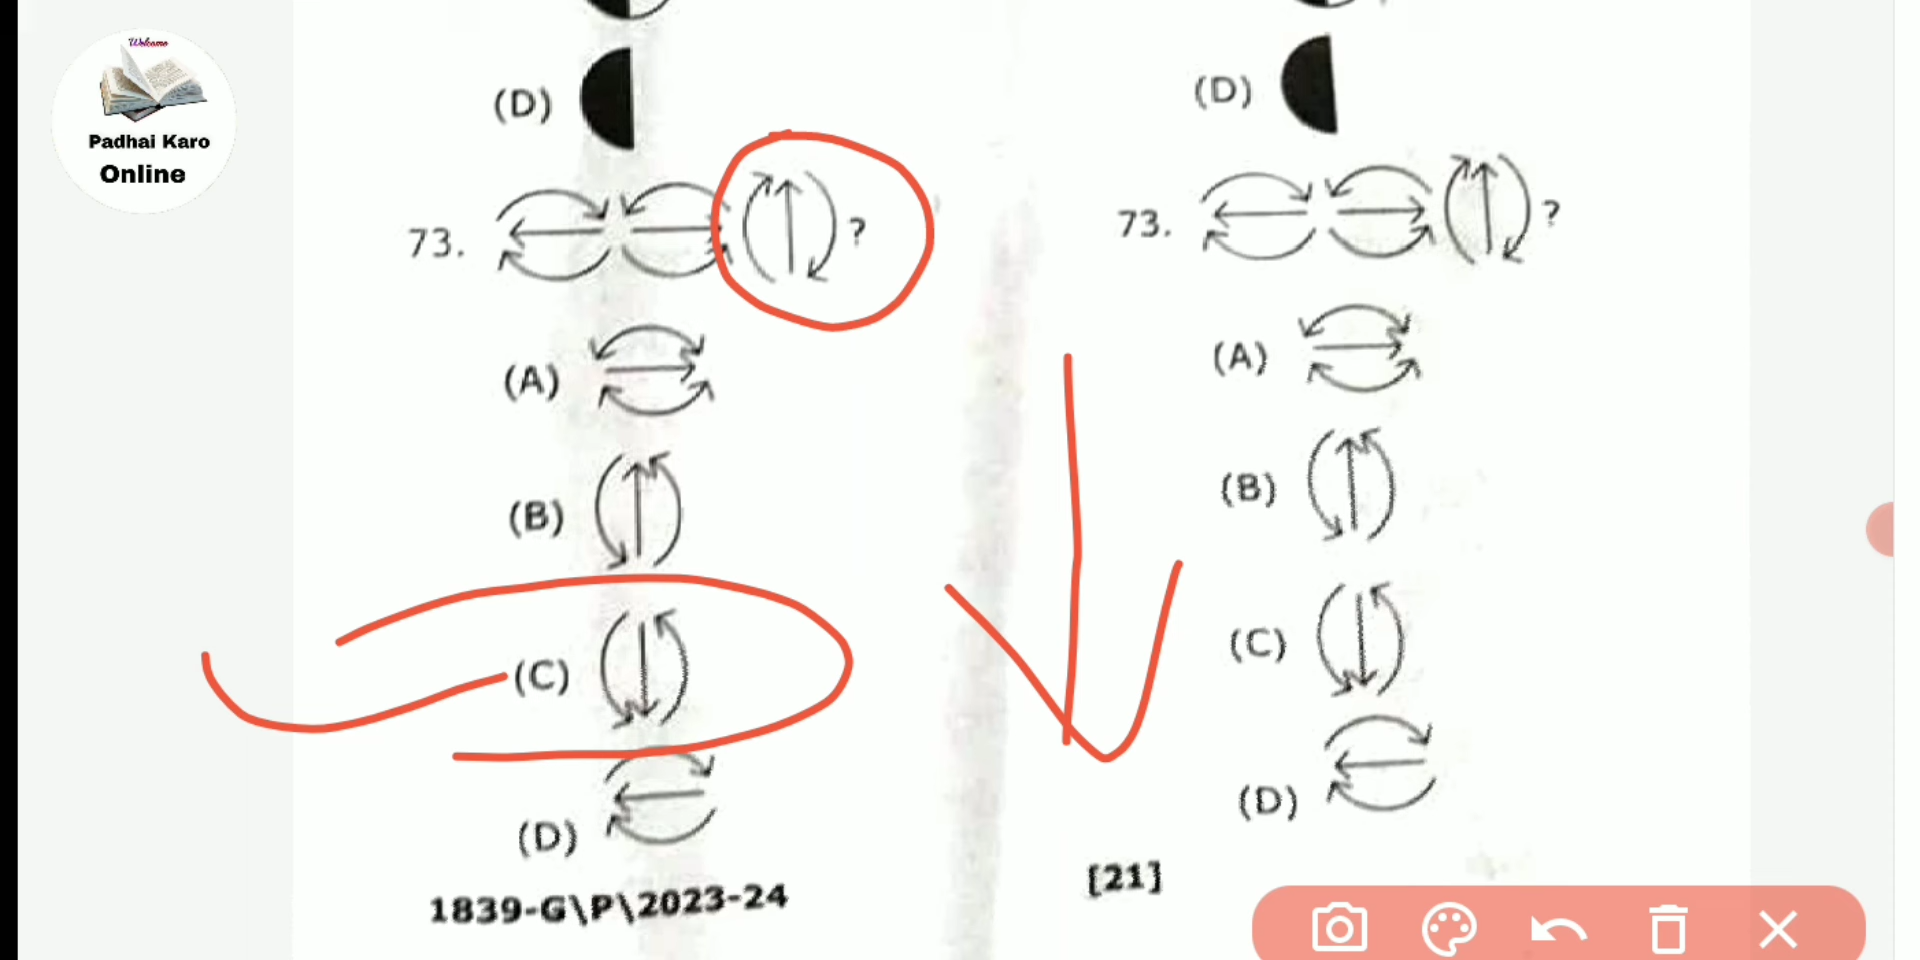 Welcome
Padhai Karo
Online
(D)
73.
?
(A)
(B)
(C)
(D)
1839-G\P\2023-24
(D)
73.
?
(A)
(B)
(C)
(D)
[21]